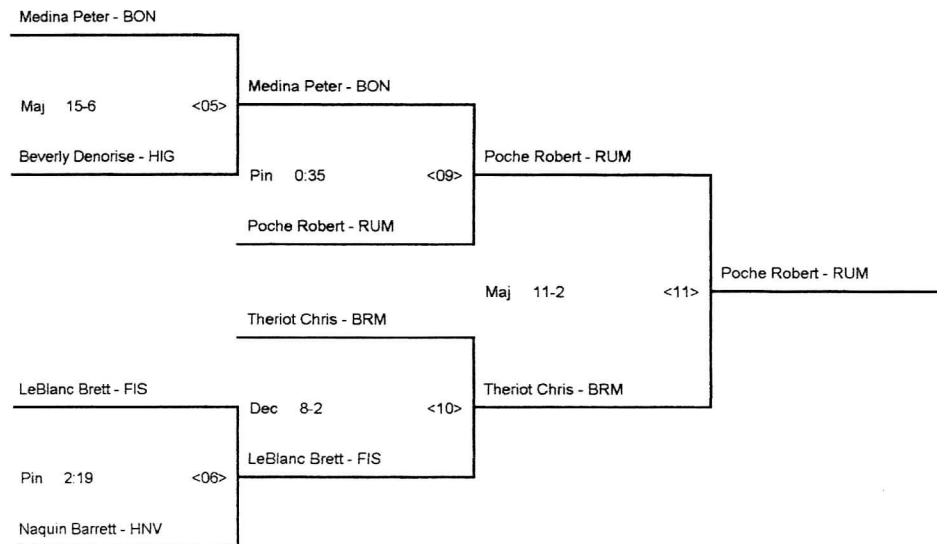 Medina Peter - BON
Medina Peter - BON
Maj 15-6 <05>
Beverly Denorise - HIG
Poche Robert - RUM
Pin 0:35 <09>
Poche Robert - RUM
Poche Robert - RUM
Maj 11-2 <11>
Theriot Chris - BRM
LeBlanc Brett - FIS
Theriot Chris - BRM
Dec 8-2 <10>
LeBlanc Brett - FIS
Pin 2:19 <06>
Naquin Barrett - HNV